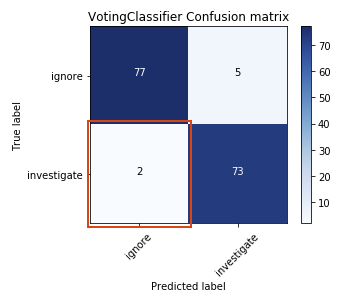 VotingClassifier Confusion matrix
True label
ignore
77
5
investigate
2
73
ignore
investigate
Predicted label
70
60
50
40
30
20
10